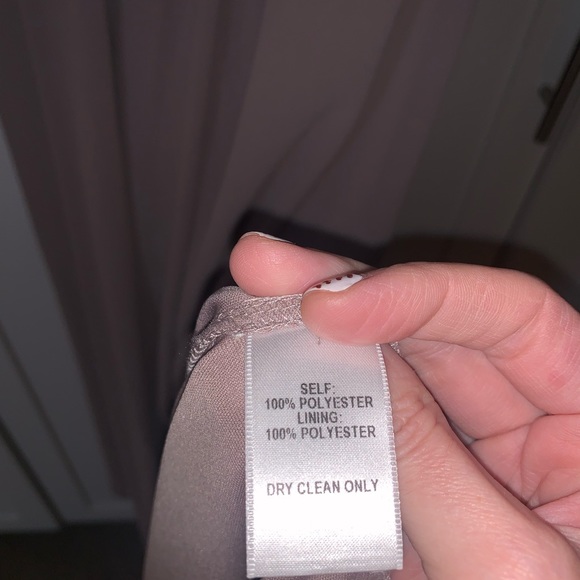 SELF:
100% POLYESTER
LINING:
100% POLYESTER
DRY CLEAN ONLY